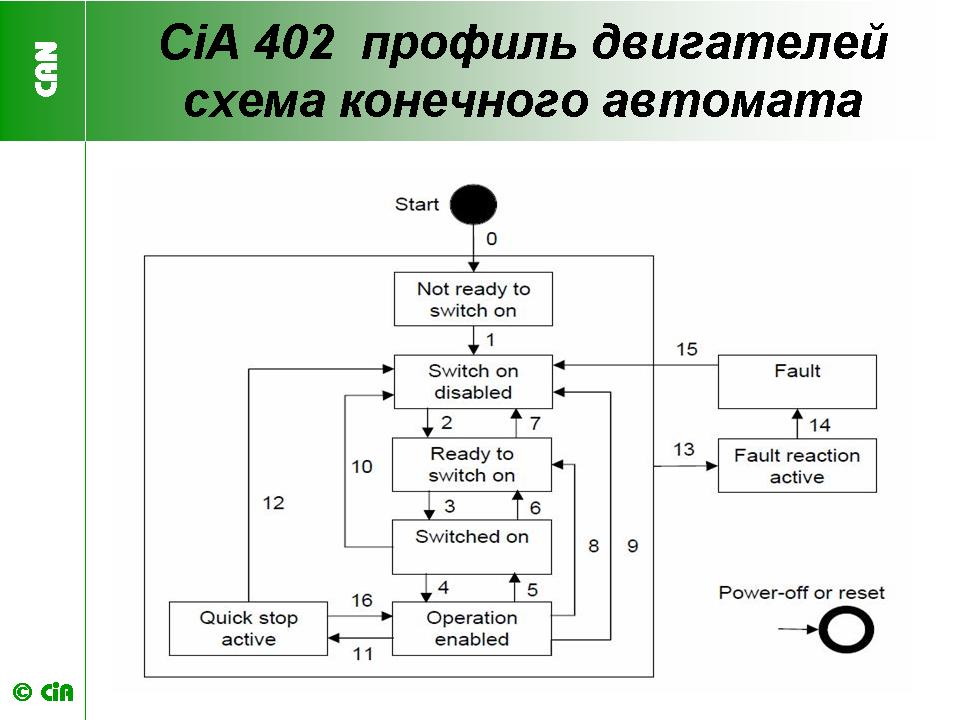 CAN
CiA 402 профиль двигателей
схема конечного автомата
Start
0
Not ready to
switch on
1
Switch on
disabled
15
Fault
2
7
14
Ready to
switch on
10
13
Fault reaction
active
12
3
6
Switched on
8
9
4
5
Power-off or reset
16
Quick stop
active
Operation
enabled
11
© CiA